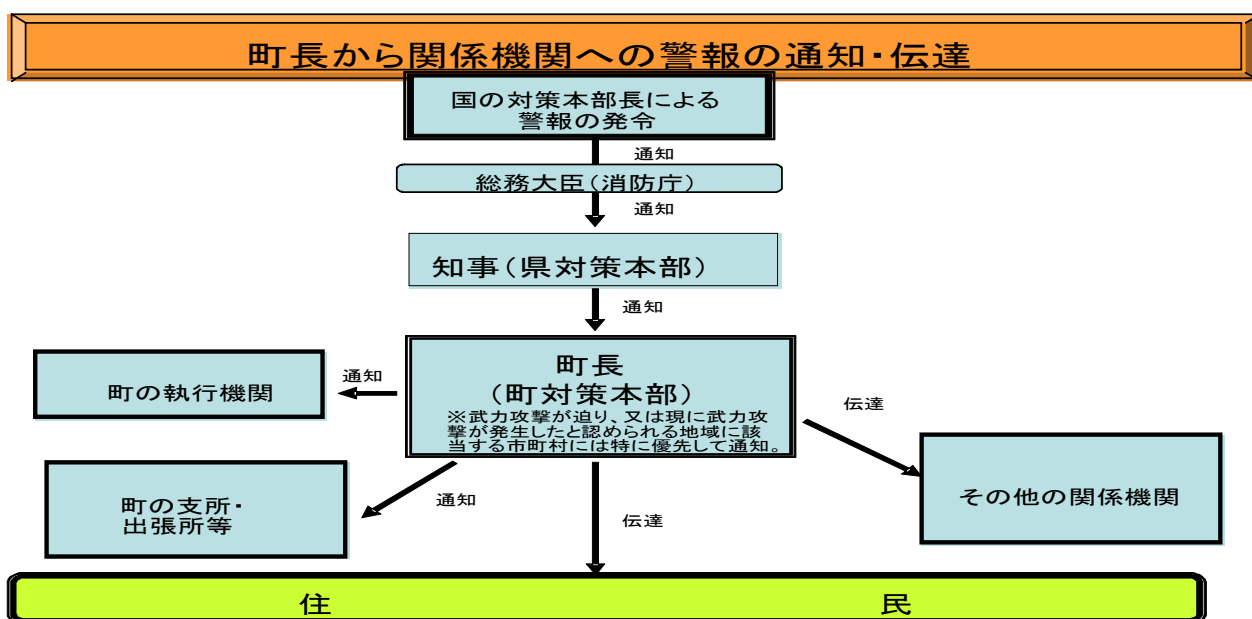 町長から関係機関への警報の通知・伝達
国の対策本部長による
警報の発令
通知
総務大臣(消防庁)
通知
知事(県対策本部)
通知
町長
(町対策本部)
※武力攻撃が迫り、又は現に武力攻
撃が発生したと認められる地域に該
当する市町村には特に優先して通知。
通知
町の執行機関
伝達
町の支所・
出張所等
通知
伝達
その他の関係機関
住 民